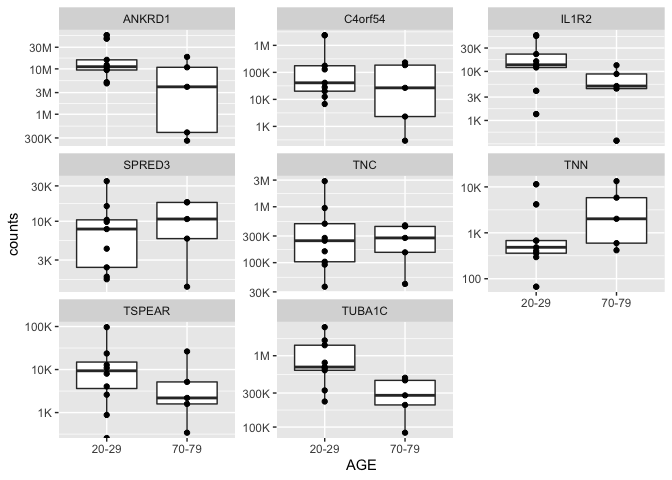 ANKRD1 C4orf54 IL1R2
30M
10M
3M
1M
300K
1M
100K
10K
1K
30K
10K
3K
1K
SPRED3 TNC TNN
30K
10K
3K
3M
1M
300K
100K
30K
10K
1K
100
20-29 70-79
TSPEAR TUBA1C
100K
10K
1K
1M
300K
100K
20-29 70-79 20-29 70-79
counts
AGE